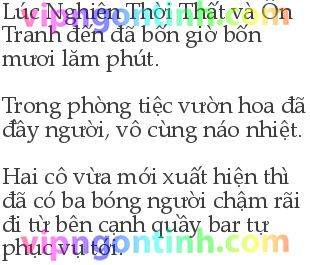 Lúc Nghiên Thời Thất và Ôn
Tranh đến đã bốn giờ bốn
mươi lăm phút.
Trong phòng tiệc vườn hoa đã
đầy người, vô cùng náo nhiệt.
Hai cô vừa mới xuất hiện thì
đã có ba bóng người chậm rãi
đi từ bên cạnh quầy bar tự
phục vụ tới.
vipngontinh.com
vipngontinh.com